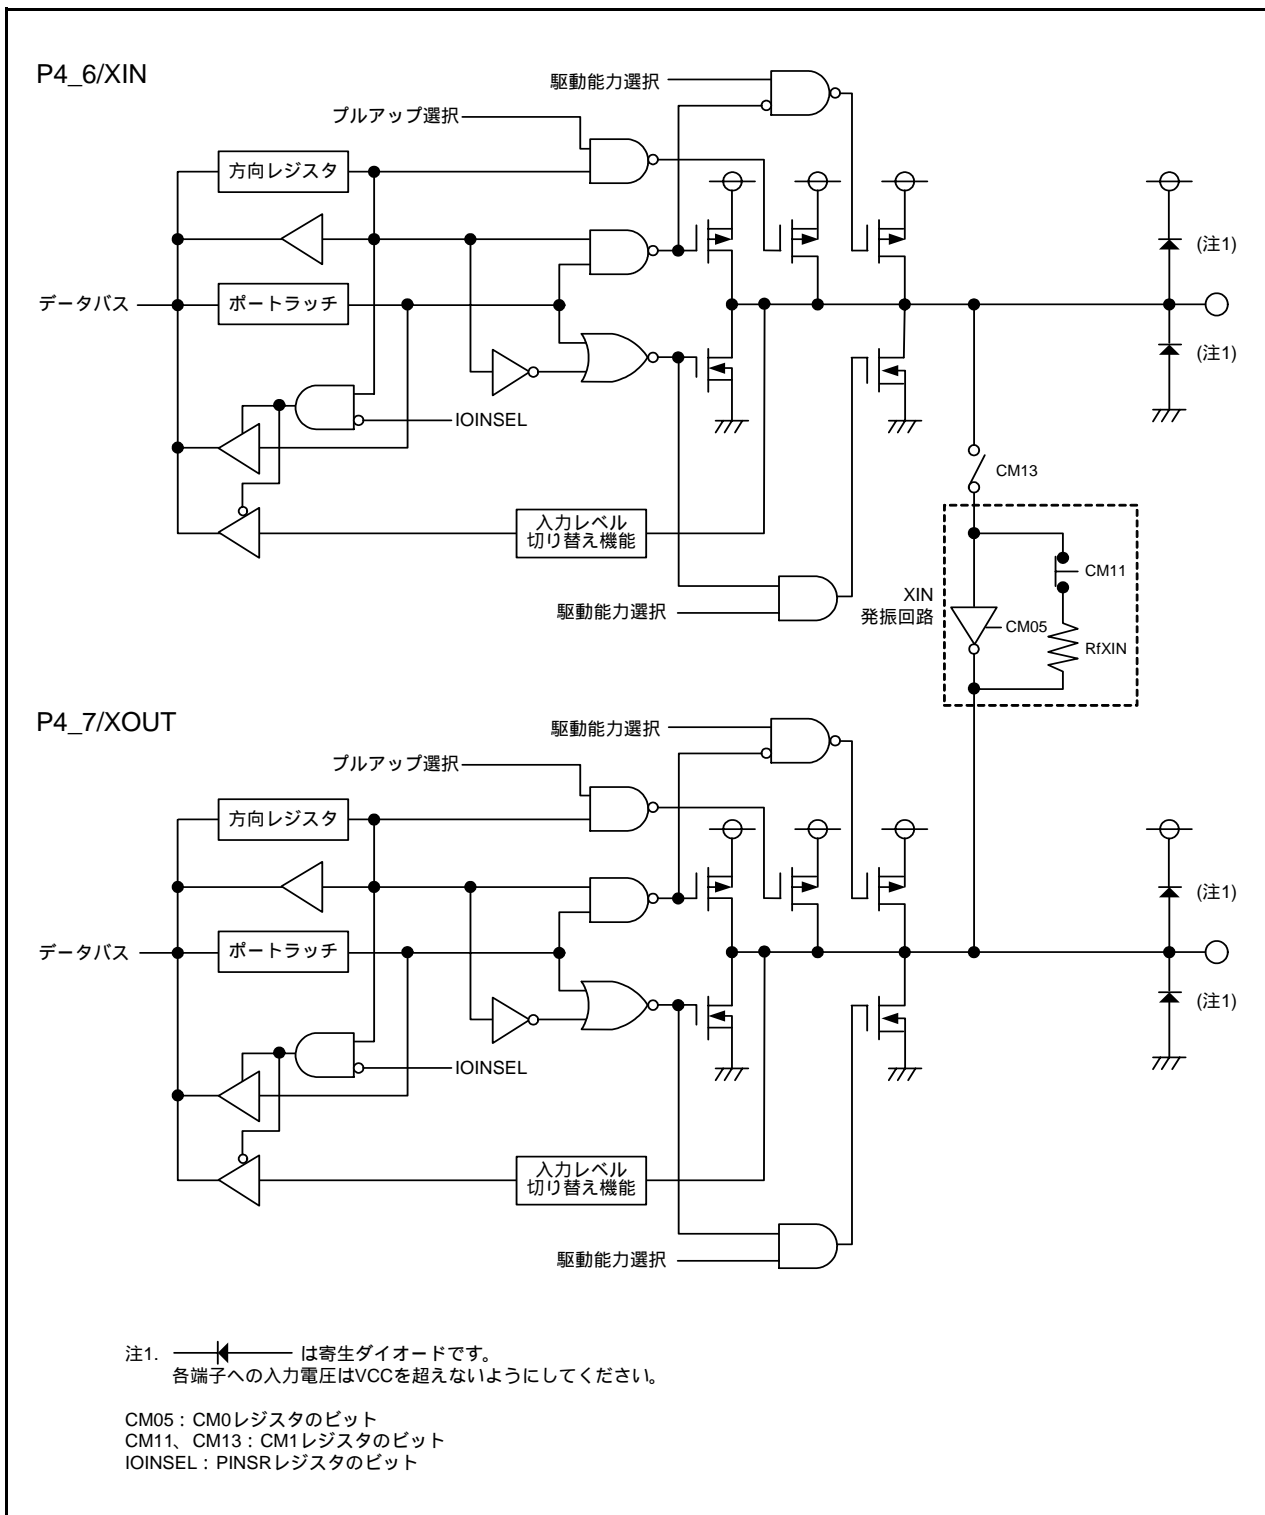 P4_6/XIN
駆動能力選択
プルアップ選択
方向レジスタ
(注1)
データバス
ポートラッチ
(注1)
IOINSEL
CM13
入力レベル
切り替え機能
CM11
XIN
発振回路
CM05
RfXIN
駆動能力選択
P4_7/XOUT
駆動能力選択
プルアップ選択
方向レジスタ
(注1)
データバス
ポートラッチ
(注1)
IOINSEL
入力レベル
切り替え機能
駆動能力選択
注1. は寄生ダイオードです。
各端子への入力電圧はVCCを超えないようにしてください。
CM05：CM0レジスタのビット
CM11、CM13：CM1レジスタのビット
IOINSEL：PINSRレジスタのビット